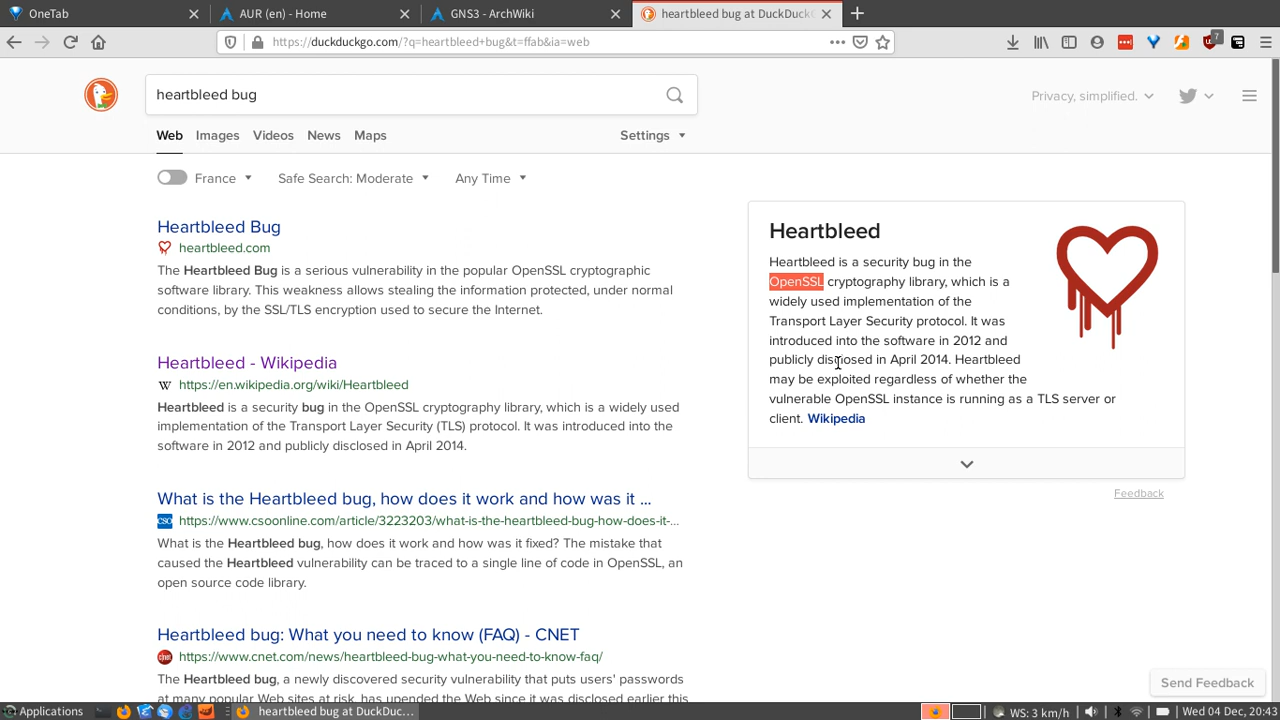 OneTab
AUR (en) - Home
GNS3 - ArchWiki
heartbleed bug at DuckDuckG
https://duckduckgo.com/?q=heartbleed+bug&t=ffab&ia=web
7
heartbleed bug
Privacy, simplified.
Web Images Videos News Maps Settings
France Safe Search: Moderate Any Time
Heartbleed Bug
heartbleed.com
The Heartbleed Bug is a serious vulnerability in the popular OpenSSL cryptographic
software library. This weakness allows stealing the information protected, under normal
conditions, by the SSL/TLS encryption used to secure the Internet.
Heartbleed - Wikipedia
W https://en.wikipedia.org/wiki/Heartbleed
Heartbleed is a security bug in the OpenSSL cryptography library, which is a widely used
implementation of the Transport Layer Security (TLS) protocol. It was introduced into the
software in 2012 and publicly disclosed in April 2014.
What is the Heartbleed bug, how does it work and how was it ...
CSO https://www.csoonline.com/article/3223203/what-is-the-heartbleed-bug-how-does-it-...
What is the Heartbleed bug, how does it work and how was it fixed? The mistake that
caused the Heartbleed vulnerability can be traced to a single line of code in OpenSSL, an
open source code library.
Heartbleed bug: What you need to know (FAQ) - CNET
cnet https://www.cnet.com/news/heartbleed-bug-what-you-need-to-know-faq/
The Heartbleed bug, a newly discovered security vulnerability that puts users' passwords
at many popular Web sites at risk, has upended the Web since it was disclosed earlier this
Heartbleed
Heartbleed is a security bug in the
OpenSSL cryptography library, which is a
widely used implementation of the
Transport Layer Security protocol. It was
introduced into the software in 2012 and
publicly disclosed in April 2014. Heartbleed
may be exploited regardless of whether the
vulnerable OpenSSL instance is running as a TLS server or
client. Wikipedia
Feedback
Send Feedback
Applications
heartbleed bug at DuckDuc...
WS: 3 km/h
Wed 04 Dec, 20:43